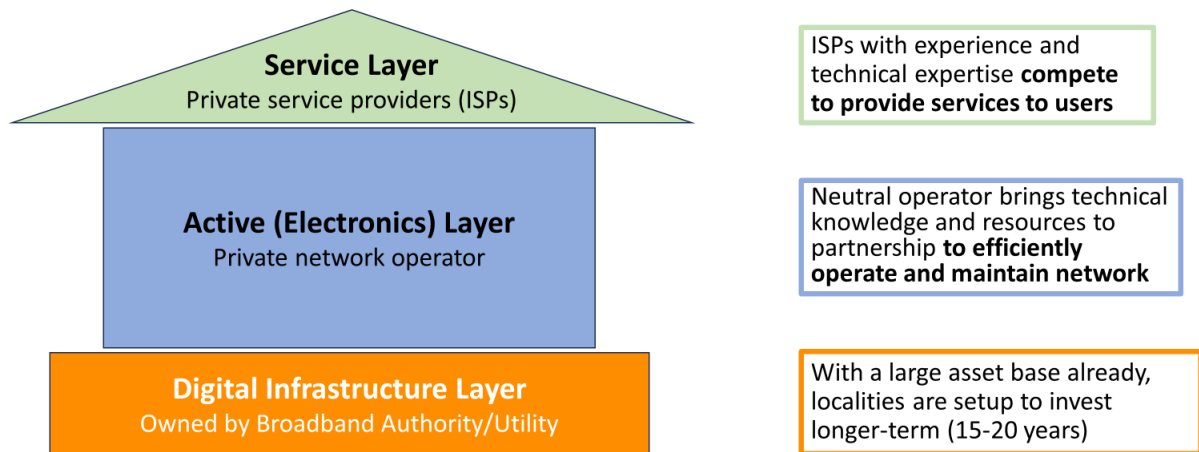 Service Layer
Private service providers (ISPs)
ISPs with experience and
technical expertise compete
to provide services to users
Active (Electronics) Layer
Private network operator
Neutral operator brings technical
knowledge and resources to
partnership to efficiently
operate and maintain network
Digital Infrastructure Layer
Owned by Broadband Authority/Utility
With a large asset base already,
localities are setup to invest
longer-term (15-20 years)